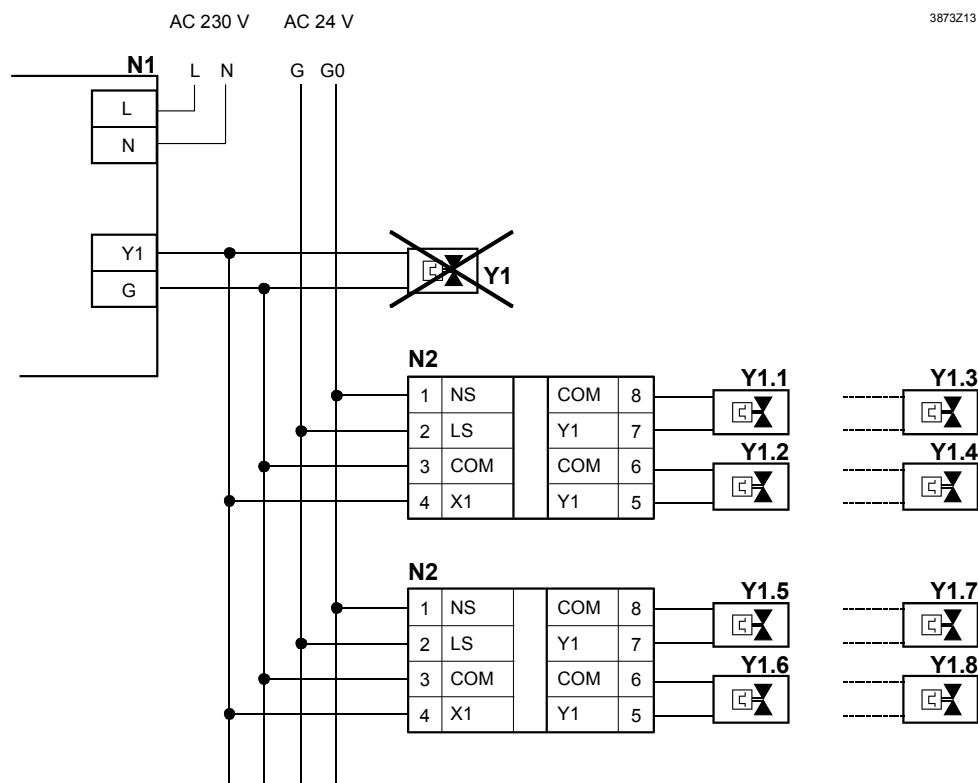 AC 230 V AC 24 V 3873Z13
N1 L N G G0
L
N
Y1
G
Y1
N2
1 NS COM 8
2 LS Y1 7
3 COM COM 6
4 X1 Y1 5
Y1.1 Y1.3
Y1.2 Y1.4
N2
1 NS COM 8
2 LS Y1 7
3 COM COM 6
4 X1 Y1 5
Y1.5 Y1.7
Y1.6 Y1.8